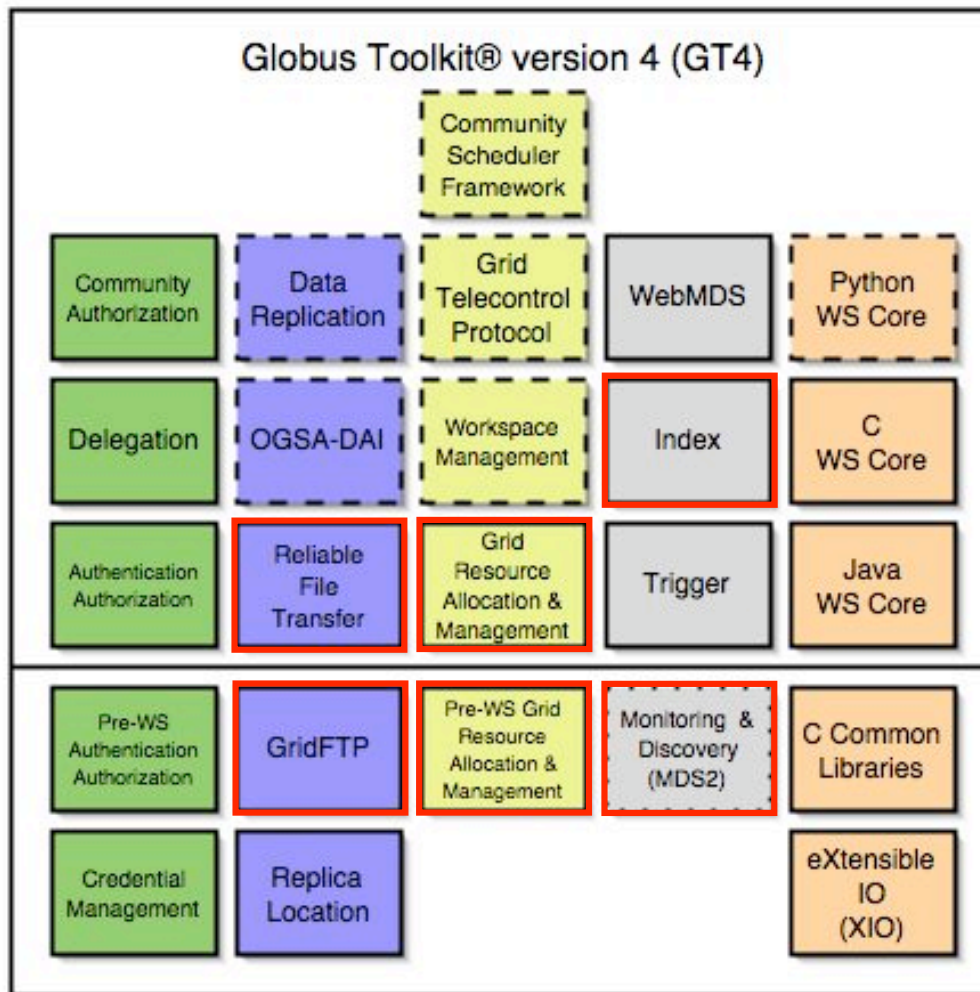 Globus Toolkit® version 4 (GT4)
Community
Scheduler
Framework
Community
Authorization
Data
Replication
Grid
Telecontrol
Protocol
WebMDS
Python
WS Core
Delegation
OGSA-DAI
Workspace
Management
Index
C
WS Core
Authentication
Authorization
Reliable
File
Transfer
Grid
Resource
Allocation &
Management
Trigger
Java
WS Core
Pre-WS
Authentication
Authorization
GridFTP
Pre-WS Grid
Resource
Allocation &
Management
Monitoring &
Discovery
(MDS2)
C Common
Libraries
Credential
Management
Replica
Location
eXtensible
IO
(XIO)